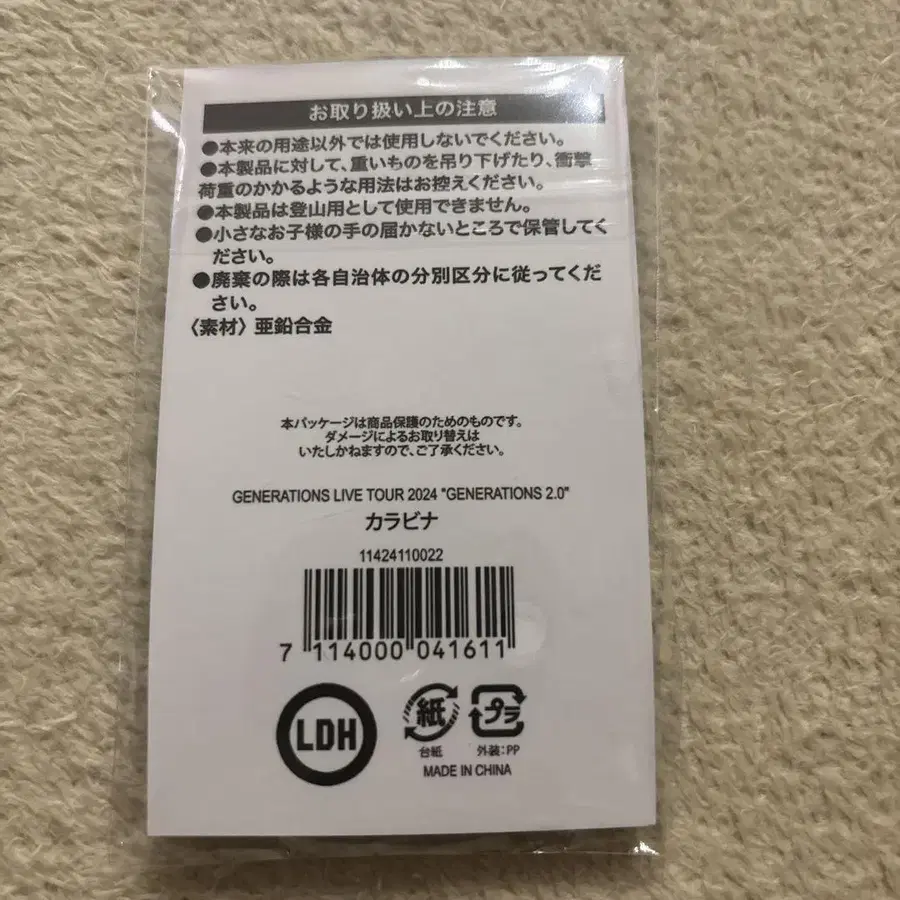 お取り扱い上の注意
●本来の用途以外では使用しないでください。
●本製品に対して、重いものを吊り下げたり、衝撃
荷重のかかるような用法はお控えください。
●本製品は登山用として使用できません。
●小さなお子様の手の届かないところで保管してく
ださい。
●廃棄の際は各自治体の分別区分に従ってくだ
さい。
〈素材〉亜鉛合金
本パッケージは商品保護のためのものです。
ダメージによるお取り替えは
いたしかねますので、ご了承ください。
GENERATIONS LIVE TOUR 2024 "GENERATIONS 2.0"
カラビナ
11424110022
7 114000 041611
LDH
紙
プラ
台紙
外装:PP
MADE IN CHINA